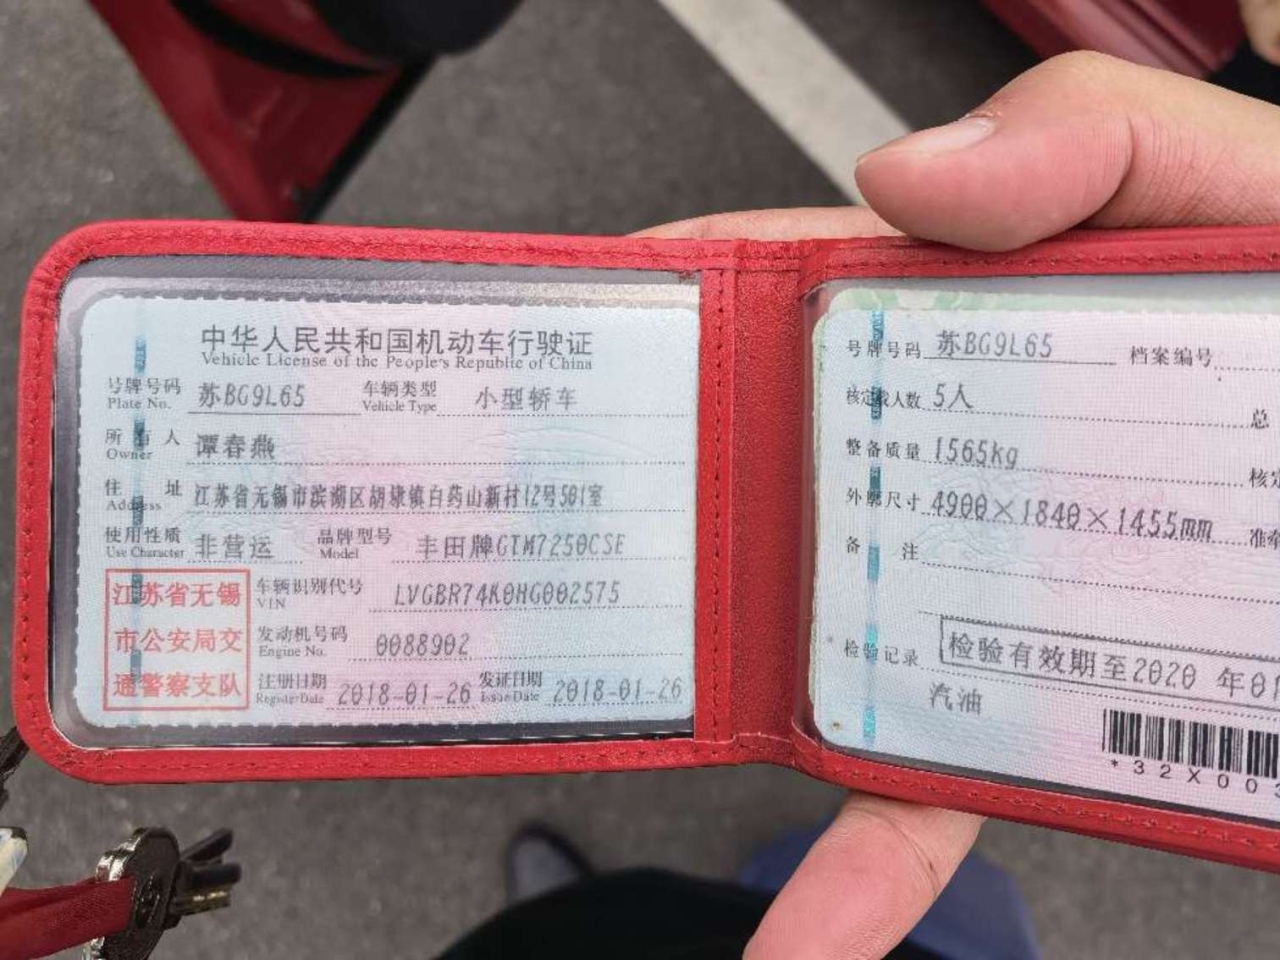 中华人民共和国机动车行驶证
Vehicle License of the People's Republic of China
号牌号码 苏BG9L65 车辆类型 小型轿车
Plate No. Vehicle Type
所有人 谭春燕
Owner
住址 江苏省无锡市滨湖区胡埭镇白药山新村12号501室
Address
使用性质 非营运 品牌型号 丰田牌GTM7250CSE
Use Character Model
江苏省无锡
市公安局交
通警察支队
车辆识别代号 LVGBR74K0HG002575
VIN
发动机号码 0088902
Engine No.
注册日期 2018-01-26 发证日期 2018-01-26
Register Date Issue Date
号牌号码 苏BG9L65 档案编号
核定载人数 5人 总
整备质量 1565kg 核定
外廓尺寸 4900×1840×1455mm 准牵
备注
检验记录 检验有效期至2020 年01
汽油
*32X003